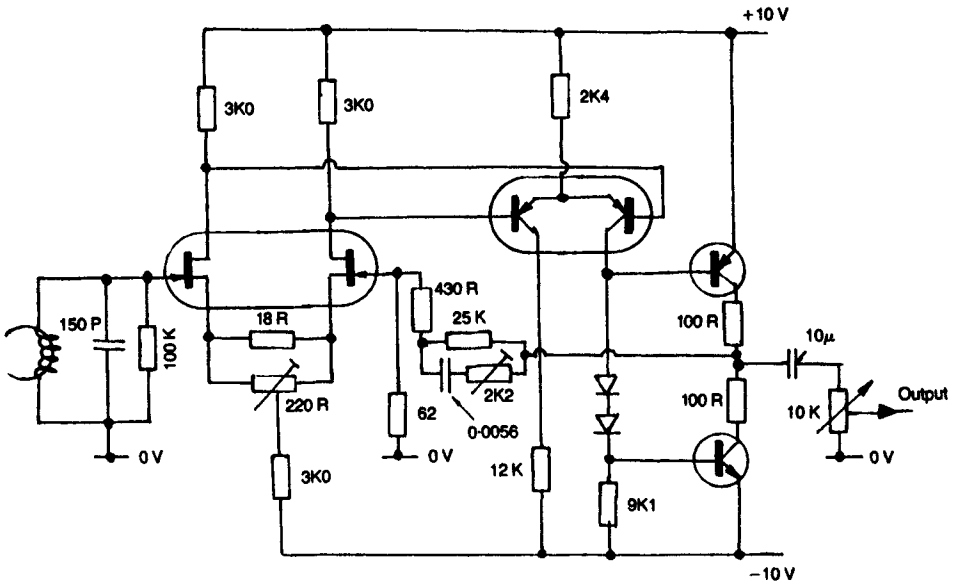 +10 V
3K0
3K0
2K4
150 P
100 K
18 R
220 R
430 R
25 K
2K2
0·0056
62
0 V
0 V
3K0
12 K
9K1
100 R
100 R
10μ
10 K
Output
0 V
−10 V